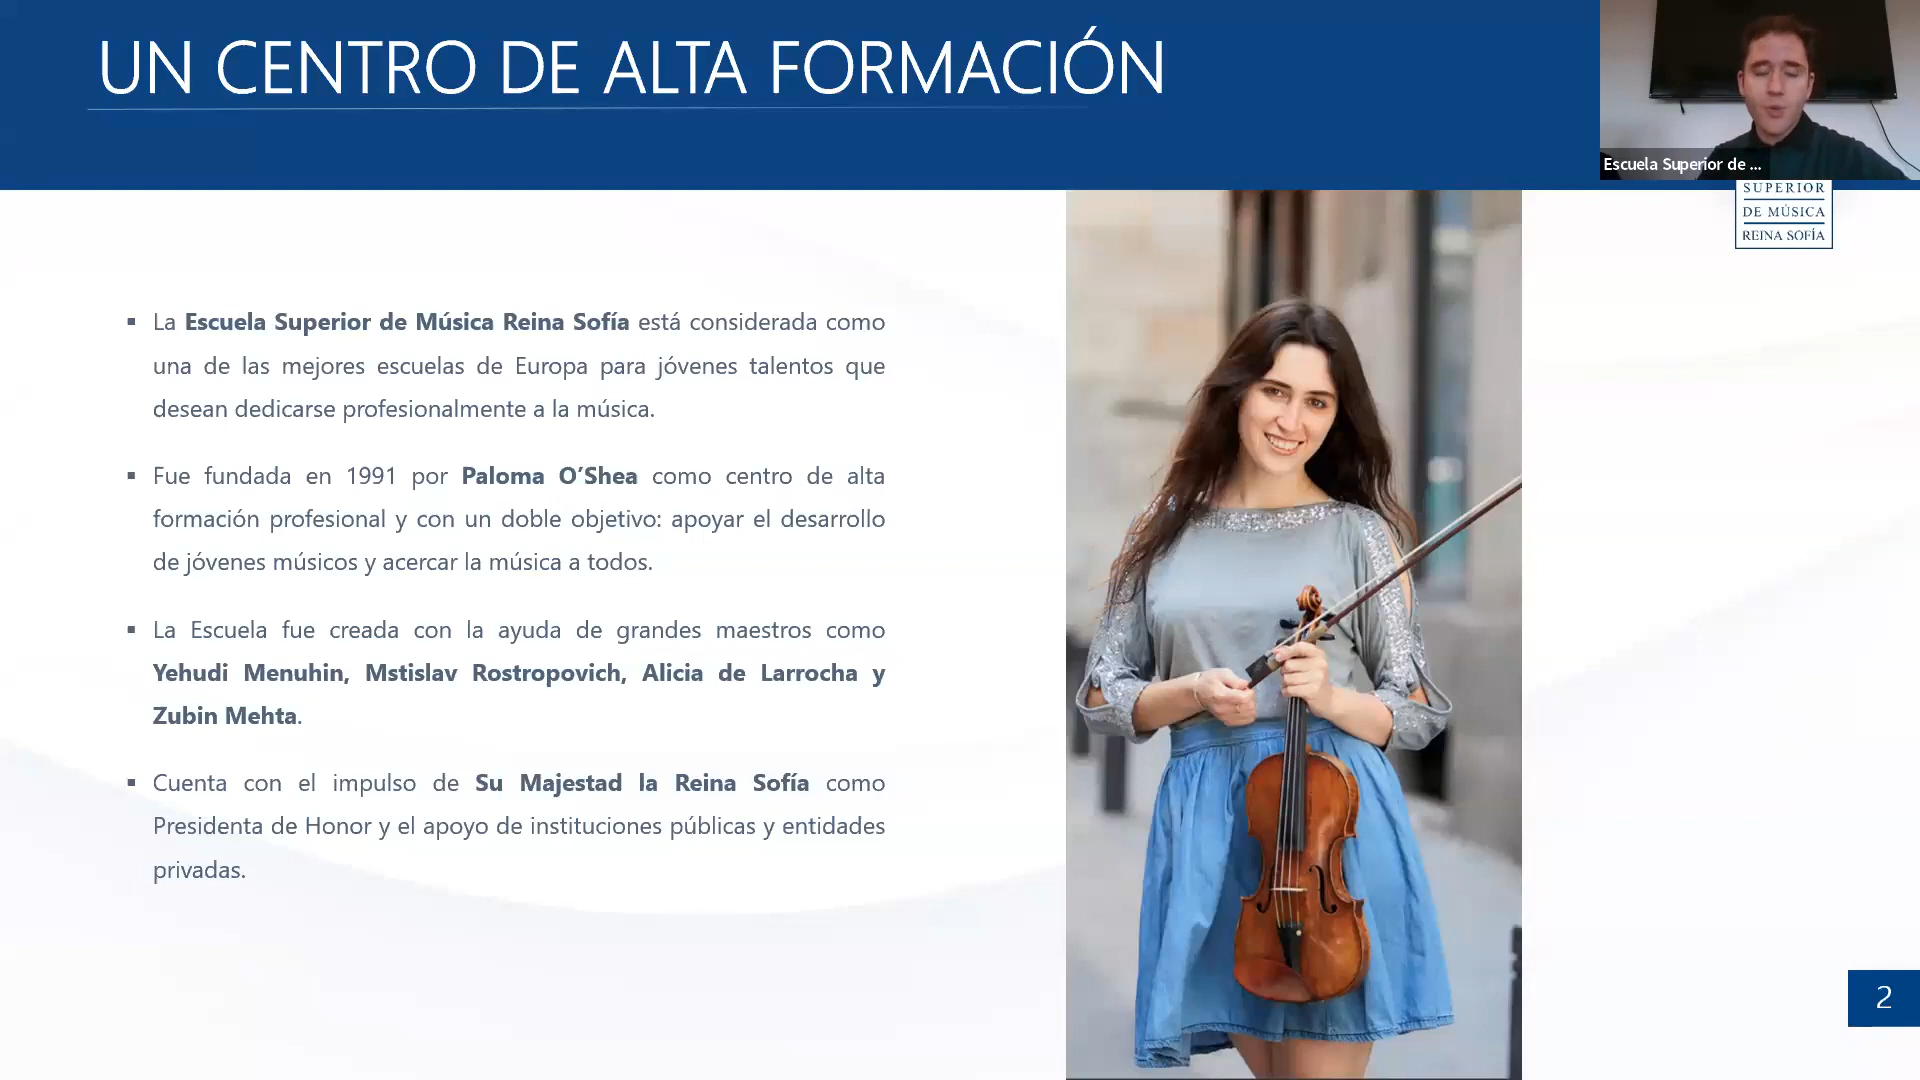 UN CENTRO DE ALTA FORMACIÓN
Escuela Superior de ...
SUPERIOR
DE MÚSICA
REINA SOFÍA
▪ La Escuela Superior de Música Reina Sofía está considerada como
una de las mejores escuelas de Europa para jóvenes talentos que
desean dedicarse profesionalmente a la música.
▪ Fue fundada en 1991 por Paloma O’Shea como centro de alta
formación profesional y con un doble objetivo: apoyar el desarrollo
de jóvenes músicos y acercar la música a todos.
▪ La Escuela fue creada con la ayuda de grandes maestros como
Yehudi Menuhin, Mstislav Rostropovich, Alicia de Larrocha y
Zubin Mehta.
▪ Cuenta con el impulso de Su Majestad la Reina Sofía como
Presidenta de Honor y el apoyo de instituciones públicas y entidades
privadas.
2